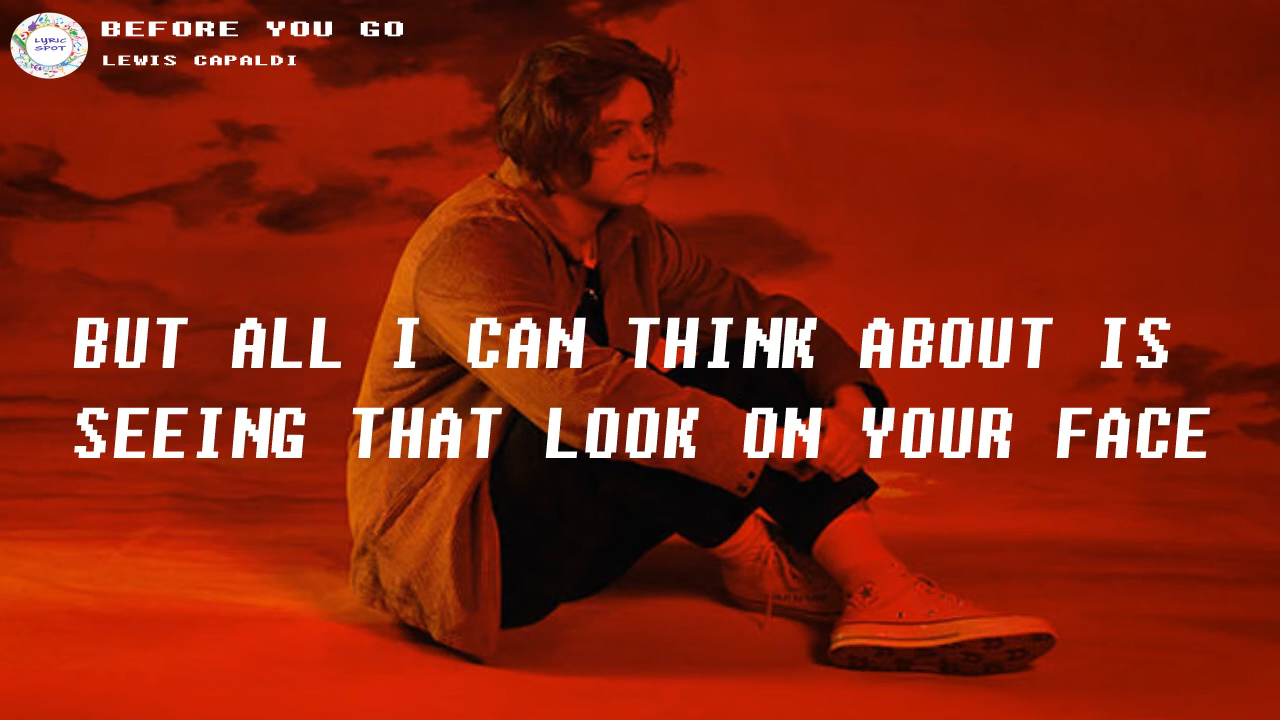 LYRIC
SPOT
BEFORE YOU GO
LEWIS CAPALDI
BUT ALL I CAN THINK ABOUT IS
SEEING THAT LOOK ON YOUR FACE